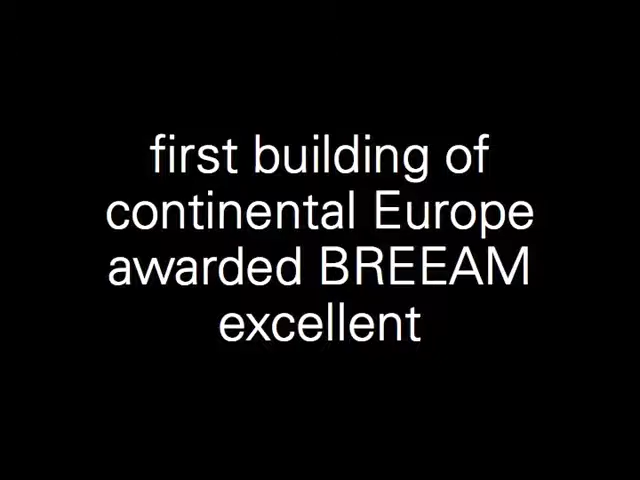 first building of
continental Europe
awarded BREEAM
excellent